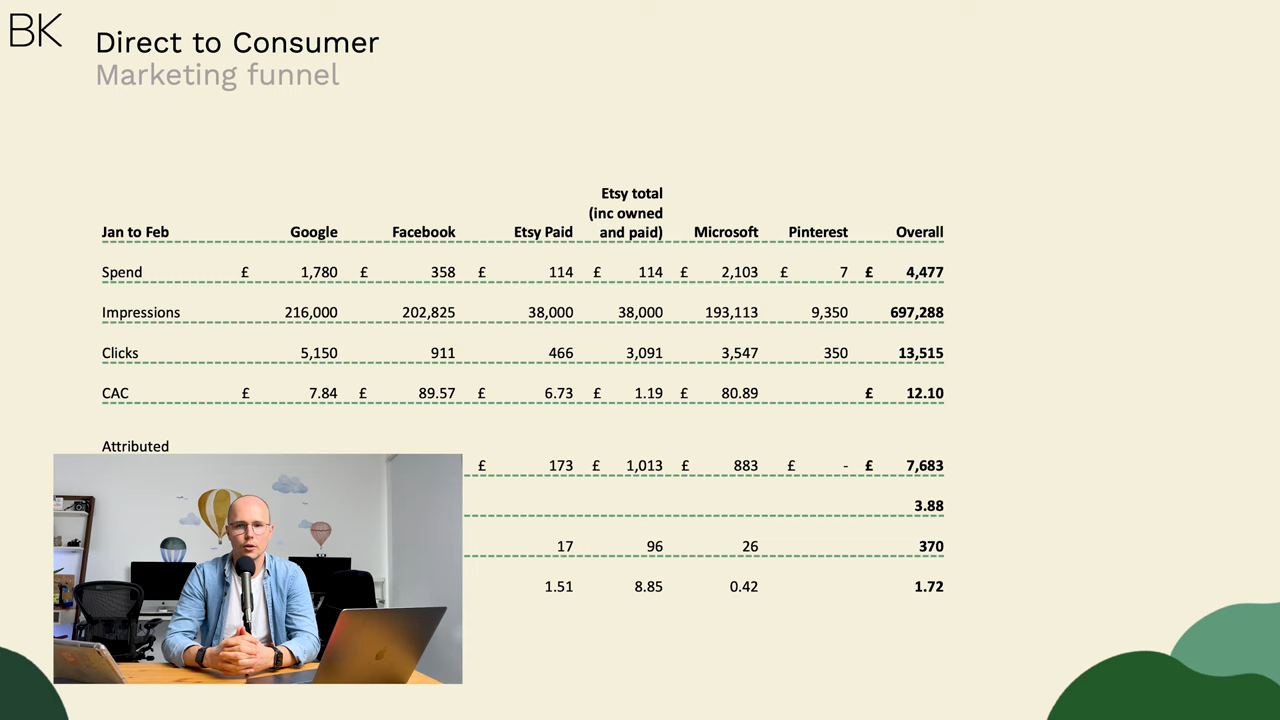 BK
Direct to Consumer
Marketing funnel
Etsy total
(inc owned
Jan to Feb Google Facebook Etsy Paid and paid) Microsoft Pinterest Overall
Spend £ 1,780 £ 358 £ 114 £ 114 £ 2,103 £ 7 £ 4,477
Impressions 216,000 202,825 38,000 38,000 193,113 9,350 697,288
Clicks 5,150 911 466 3,091 3,547 350 13,515
CAC £ 7.84 £ 89.57 £ 6.73 £ 1.19 £ 80.89 £ 12.10
Attributed
£ 173 £ 1,013 £ 883 £ - £ 7,683
3.88
17 96 26 370
1.51 8.85 0.42 1.72